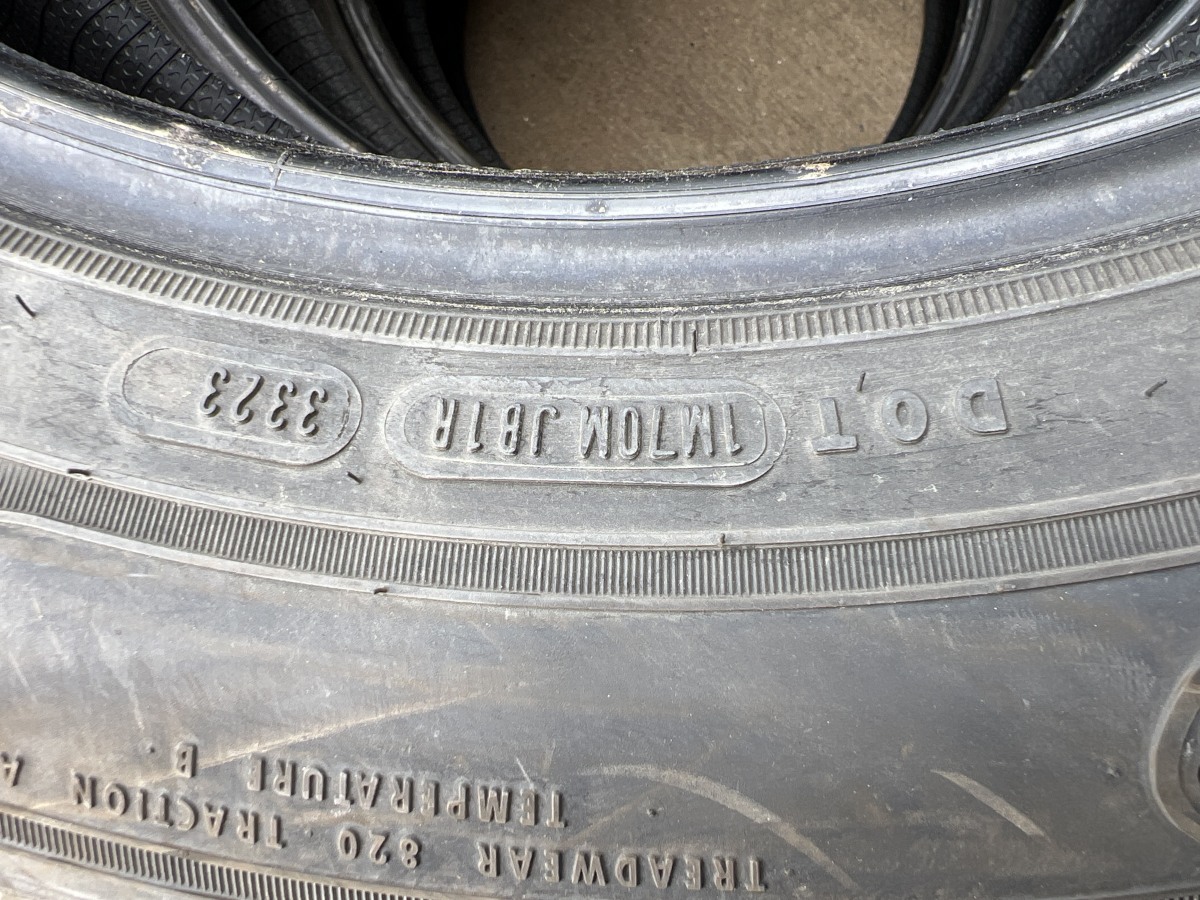 TREADWEAR 820 TRACTION A
TEMPERATURE B
DOT 1M70M JB1R 3323